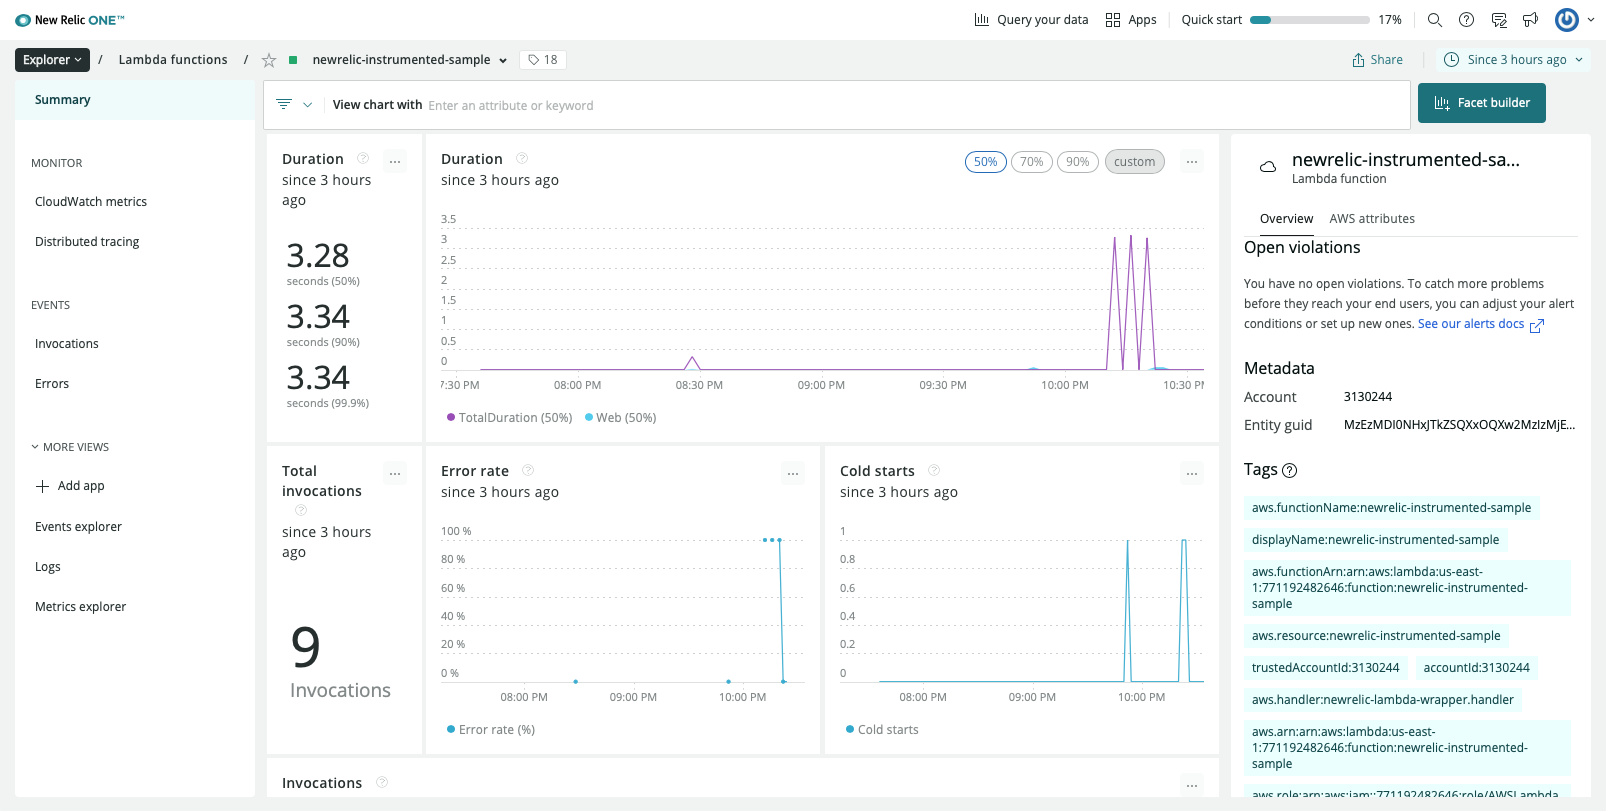 New Relic ONE™
Query your data
Apps
Quick start
17%
Explorer
/
Lambda functions
/
newrelic-instrumented-sample
18
Share
Since 3 hours ago
Summary
MONITOR
CloudWatch metrics
Distributed tracing
EVENTS
Invocations
Errors
MORE VIEWS
Add app
Events explorer
Logs
Metrics explorer
View chart with
Enter an attribute or keyword
Facet builder
Duration
since 3 hours
ago
3.28
seconds (50%)
3.34
seconds (90%)
3.34
seconds (99.9%)
Duration
since 3 hours ago
50%
70%
90%
custom
3.5
3
2.5
2
1.5
1
0.5
0
7:30 PM
08:00 PM
08:30 PM
09:00 PM
09:30 PM
10:00 PM
10:30 PM
TotalDuration (50%)
Web (50%)
Total
invocations
since 3 hours
ago
9
Invocations
Error rate
since 3 hours ago
100 %
80 %
60 %
40 %
20 %
0 %
08:00 PM
09:00 PM
10:00 PM
Error rate (%)
Cold starts
since 3 hours ago
1
0.8
0.6
0.4
0.2
0
08:00 PM
09:00 PM
10:00 PM
Cold starts
Invocations
newrelic-instrumented-sa...
Lambda function
Overview
AWS attributes
Open violations
You have no open violations. To catch more problems
before they reach your end users, you can adjust your alert
conditions or set up new ones. See our alerts docs
Metadata
Account
3130244
Entity guid
MzEzMDI0NHxJTkZSQXxOQXw2MzIzMjE...
Tags
aws.functionName:newrelic-instrumented-sample
displayName:newrelic-instrumented-sample
aws.functionArn:arn:aws:lambda:us-east-
1:771192482646:function:newrelic-instrumented-
sample
aws.resource:newrelic-instrumented-sample
trustedAccountId:3130244
accountId:3130244
aws.handler:newrelic-lambda-wrapper.handler
aws.arn:arn:aws:lambda:us-east-
1:771192482646:function:newrelic-instrumented-
sample
aws.role:arn:aws:iam::771192482646:role/AWSLambda